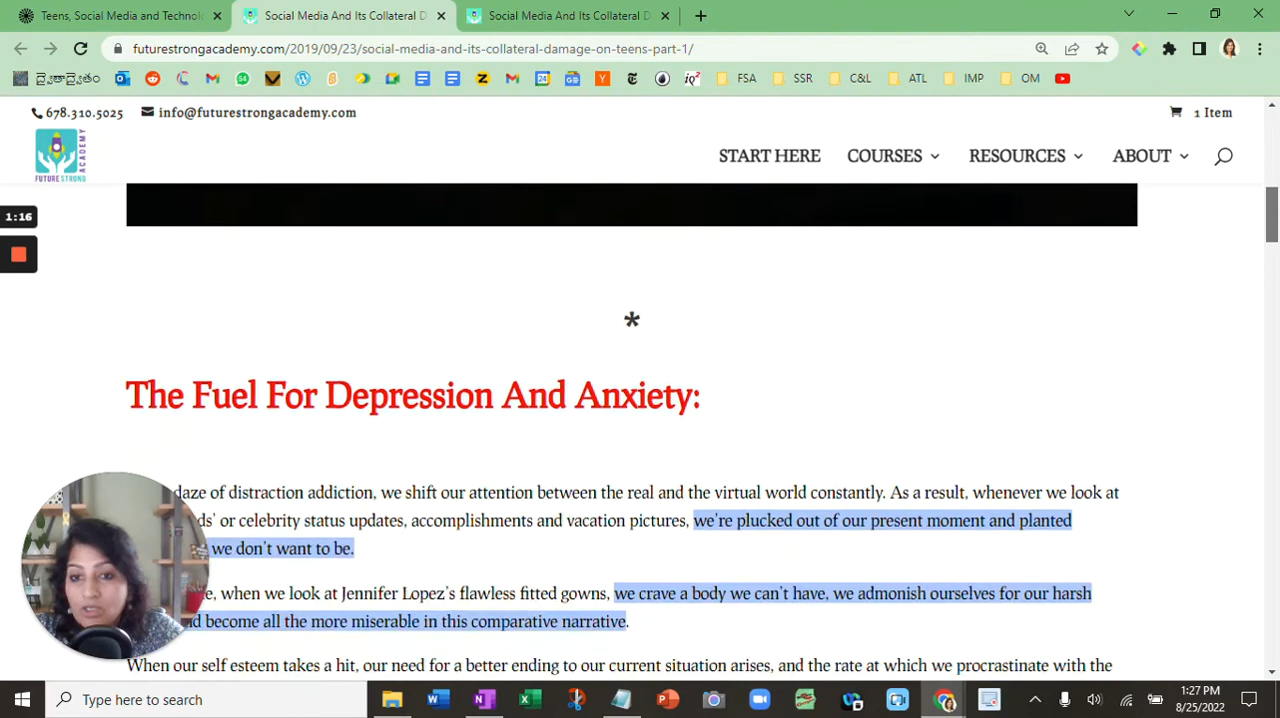 Teens, Social Media and Technol
Social Media And Its Collateral D
Social Media And Its Collateral D
futurestrongacademy.com/2019/09/23/social-media-and-its-collateral-damage-on-teens-part-1/
FSA SSR C&L ATL IMP OM
678.310.5025 info@futurestrongacademy.com 1 Item
FUTURE STRONG ACADEMY
START HERE COURSES RESOURCES ABOUT
1:16
*
The Fuel For Depression And Anxiety:
daze of distraction addiction, we shift our attention between the real and the virtual world constantly. As a result, whenever we look at
ds' or celebrity status updates, accomplishments and vacation pictures, we're plucked out of our present moment and planted
we don't want to be.
e, when we look at Jennifer Lopez's flawless fitted gowns, we crave a body we can't have, we admonish ourselves for our harsh
nd become all the more miserable in this comparative narrative.
When our self esteem takes a hit, our need for a better ending to our current situation arises, and the rate at which we procrastinate with the
Type here to search
1:27 PM
8/25/2022